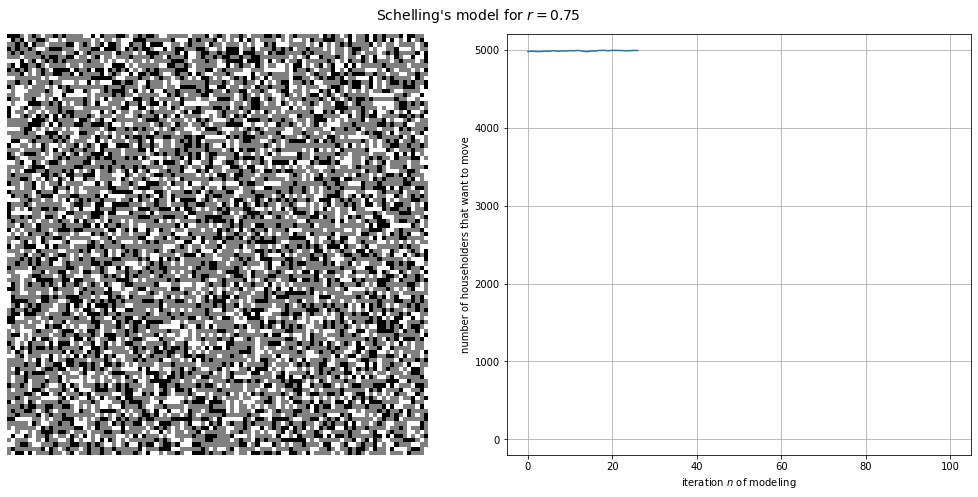 Schelling's model for r = 0.75
number of householders that want to move
5000
4000
3000
2000
1000
0
0 20 40 60 80 100
iteration n of modeling